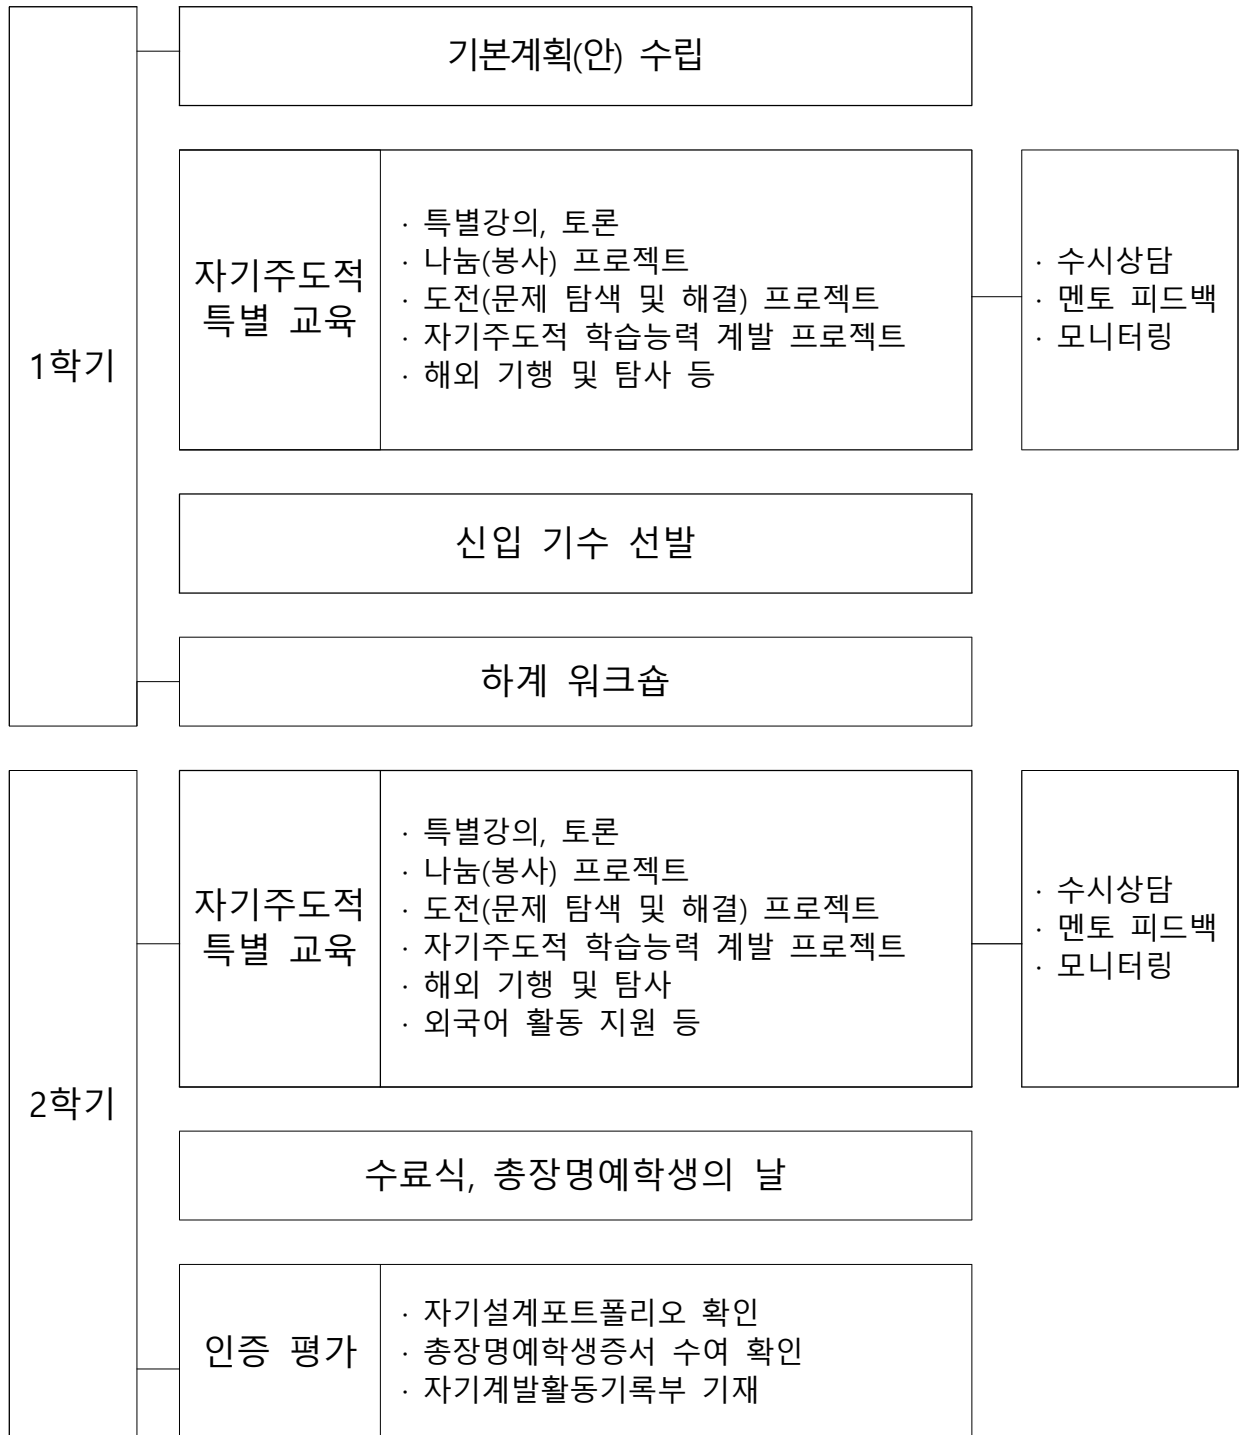 1학기
기본계획(안) 수립
자기주도적
특별 교육
· 특별강의, 토론
· 나눔(봉사) 프로젝트
· 도전(문제 탐색 및 해결) 프로젝트
· 자기주도적 학습능력 계발 프로젝트
· 해외 기행 및 탐사 등
· 수시상담
· 멘토 피드백
· 모니터링
신입 기수 선발
하계 워크숍
2학기
자기주도적
특별 교육
· 특별강의, 토론
· 나눔(봉사) 프로젝트
· 도전(문제 탐색 및 해결) 프로젝트
· 자기주도적 학습능력 계발 프로젝트
· 해외 기행 및 탐사
· 외국어 활동 지원 등
· 수시상담
· 멘토 피드백
· 모니터링
수료식, 총장명예학생의 날
인증 평가
· 자기설계포트폴리오 확인
· 총장명예학생증서 수여 확인
· 자기계발활동기록부 기재